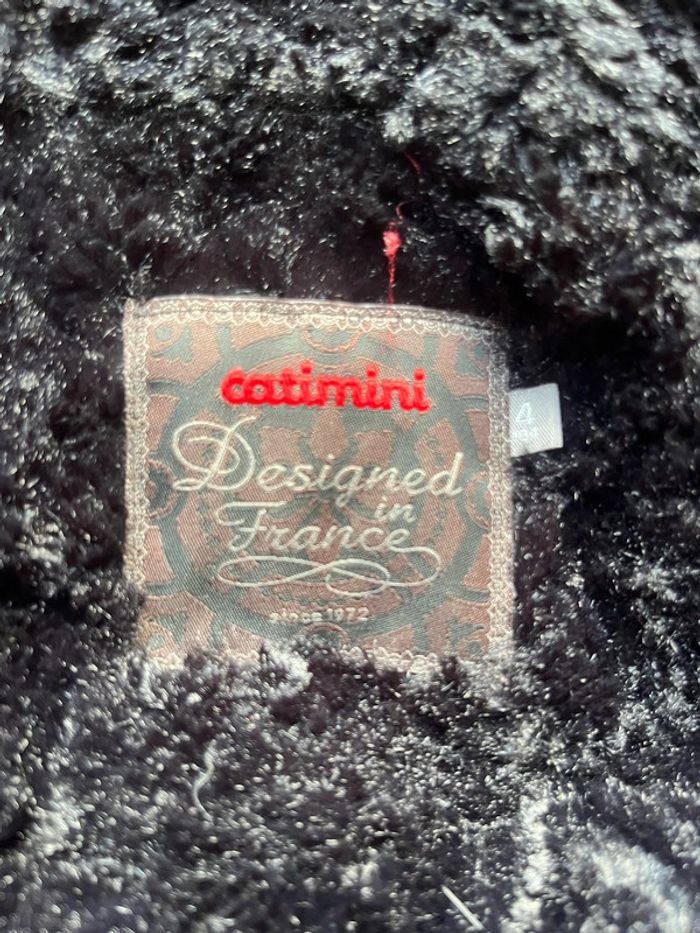 catimini
Designed
in
France
since 1972
4